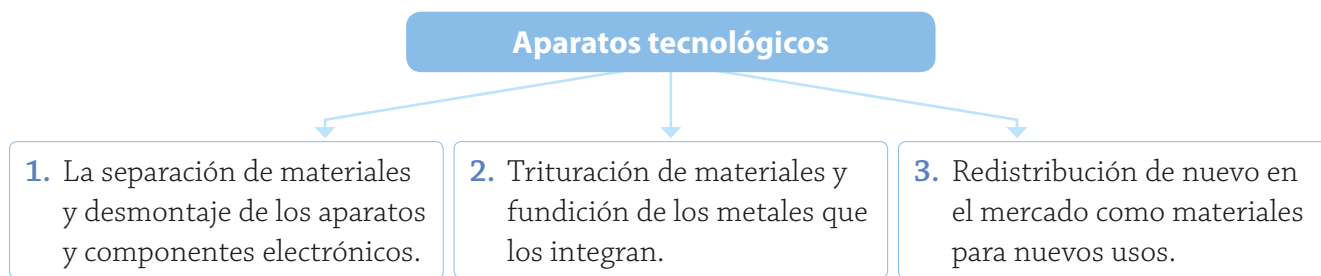 Aparatos tecnológicos
1. La separación de materiales
y desmontaje de los aparatos
y componentes electrónicos.
2. Trituración de materiales y
fundición de los metales que
los integran.
3. Redistribución de nuevo en
el mercado como materiales
para nuevos usos.